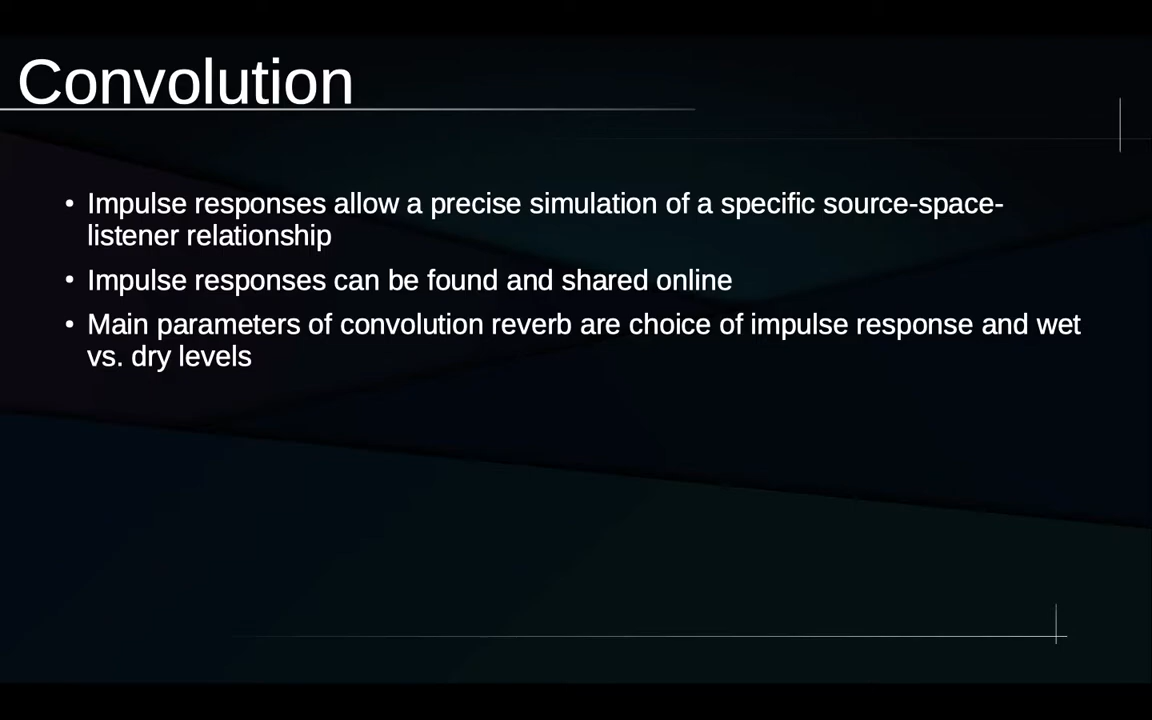 Convolution
• Impulse responses allow a precise simulation of a specific source-space-
listener relationship
• Impulse responses can be found and shared online
• Main parameters of convolution reverb are choice of impulse response and wet
vs. dry levels